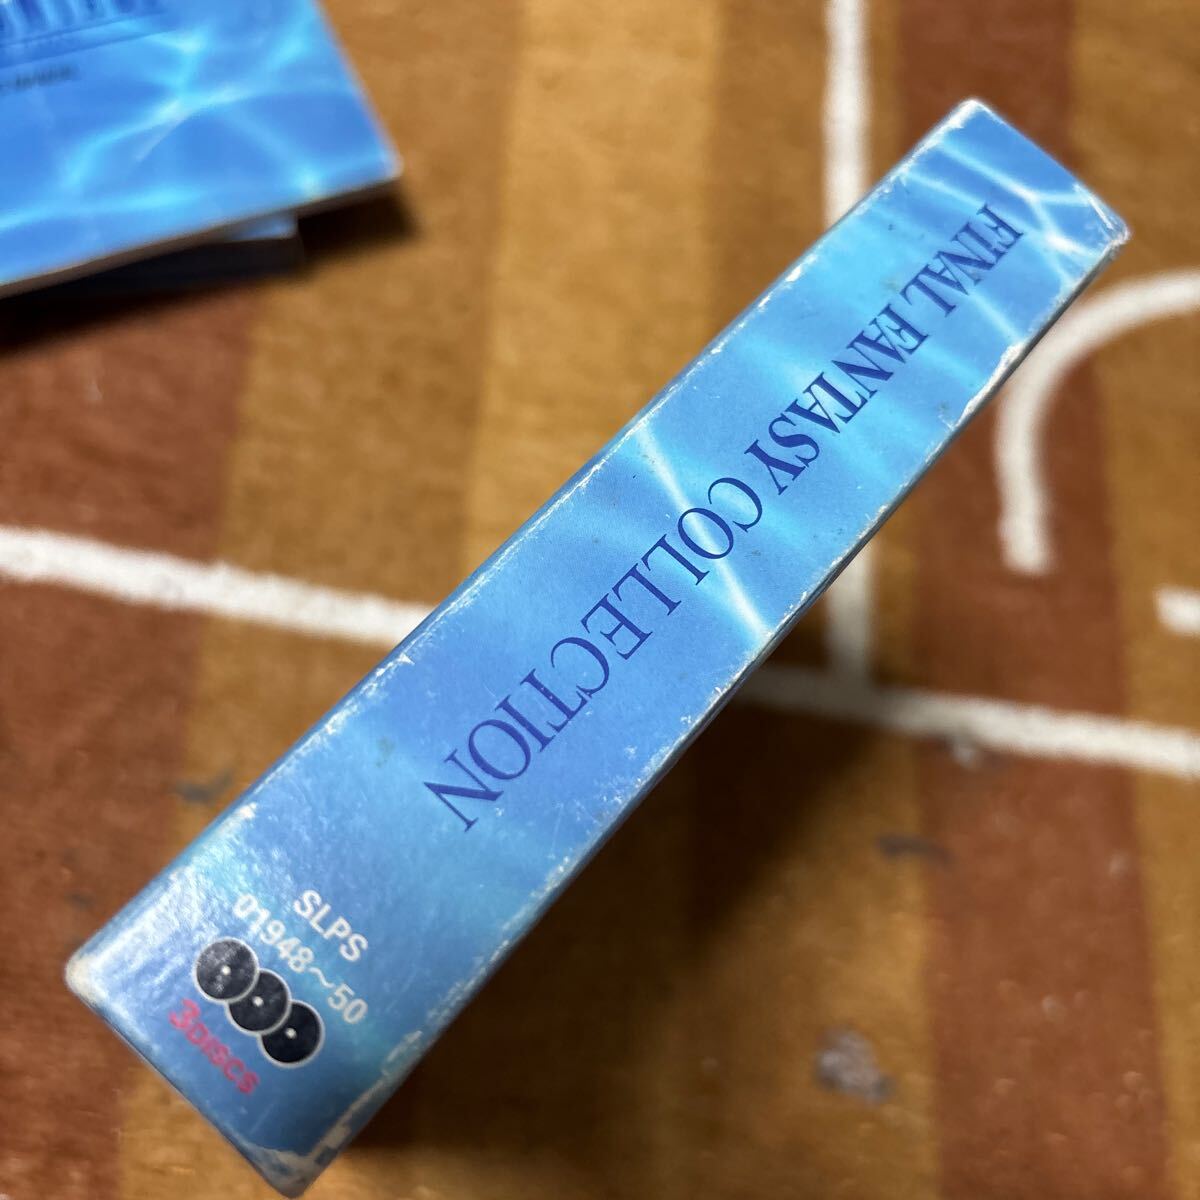 FINAL FANTASY COLLECTION
SLPS
01948～50
3DISCS